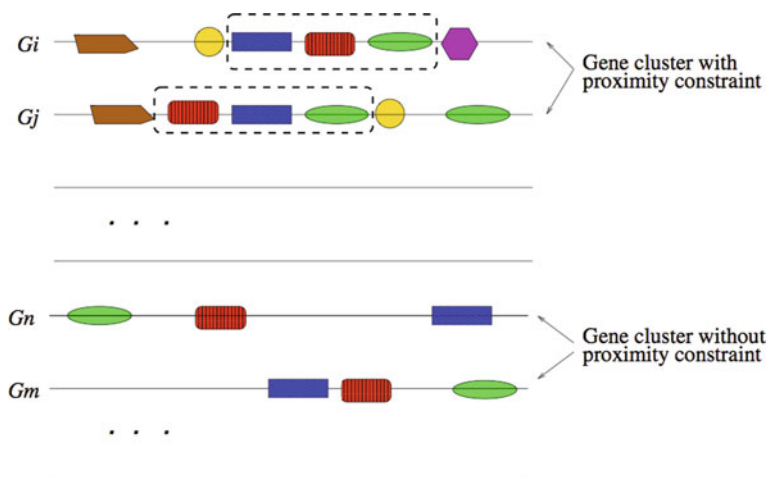 Gi
Gene cluster with
proximity constraint
Gj
. . .
Gn
Gene cluster without
proximity constraint
Gm
. . .